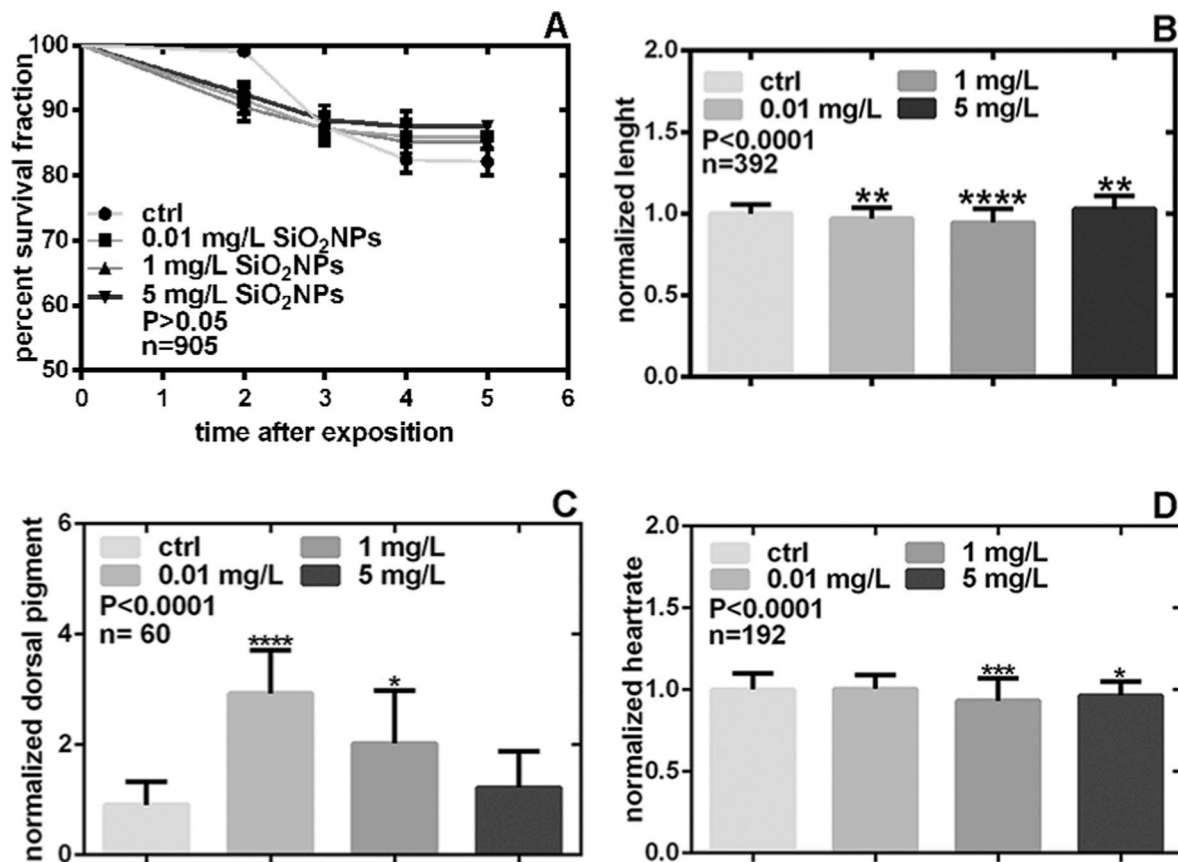 A
percent survival fraction
100
90
80
70
60
50
ctrl
0.01 mg/L SiO₂NPs
1 mg/L SiO₂NPs
5 mg/L SiO₂NPs
P>0.05
n=905
0 1 2 3 4 5 6
time after exposition
B
normalized lenght
2.0
1.5
1.0
0.5
0.0
ctrl 1 mg/L
0.01 mg/L 5 mg/L
P<0.0001
n=392
** **** **
C
normalized dorsal pigment
6
4
2
0
ctrl 1 mg/L
0.01 mg/L 5 mg/L
P<0.0001
n= 60
**** *
D
normalized heartrate
2.0
1.5
1.0
0.5
0.0
ctrl 1 mg/L
0.01 mg/L 5 mg/L
P<0.0001
n=192
*** *